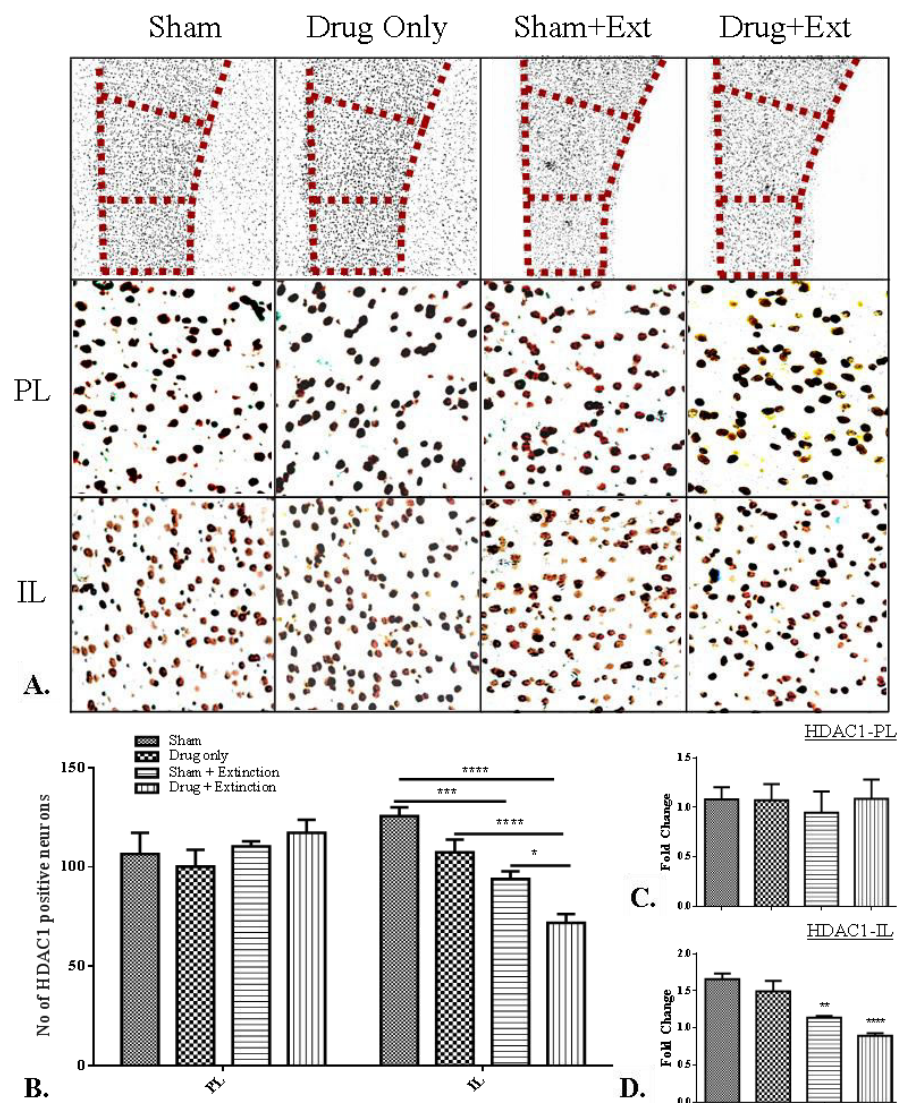 Sham Drug Only Sham+Ext Drug+Ext
PL
IL
A.
Sham
Drug only
Sham + Extinction
Drug + Extinction
No of HDAC1 positive neurons
150
100
50
0
****
***
****
*
PL IL
B.
HDAC1-PL
Fold Change
1.5
1.0
0.5
0.0
C.
HDAC1-IL
Fold Change
2.0
1.5
1.0
0.5
0.0
**
****
D.